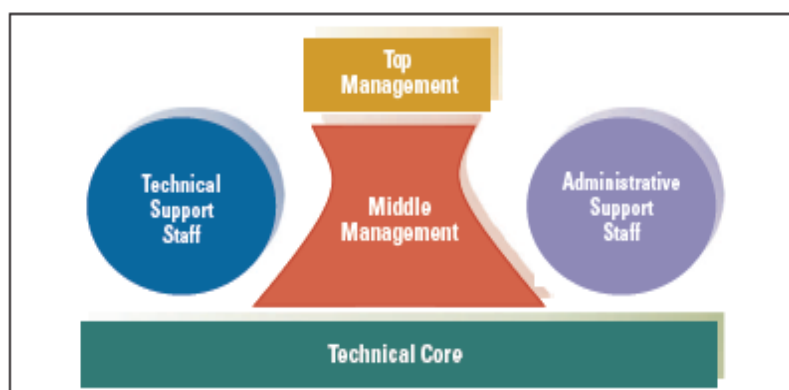 Top
Management
Technical
Support
Staff
Middle
Management
Administrative
Support
Staff
Technical Core